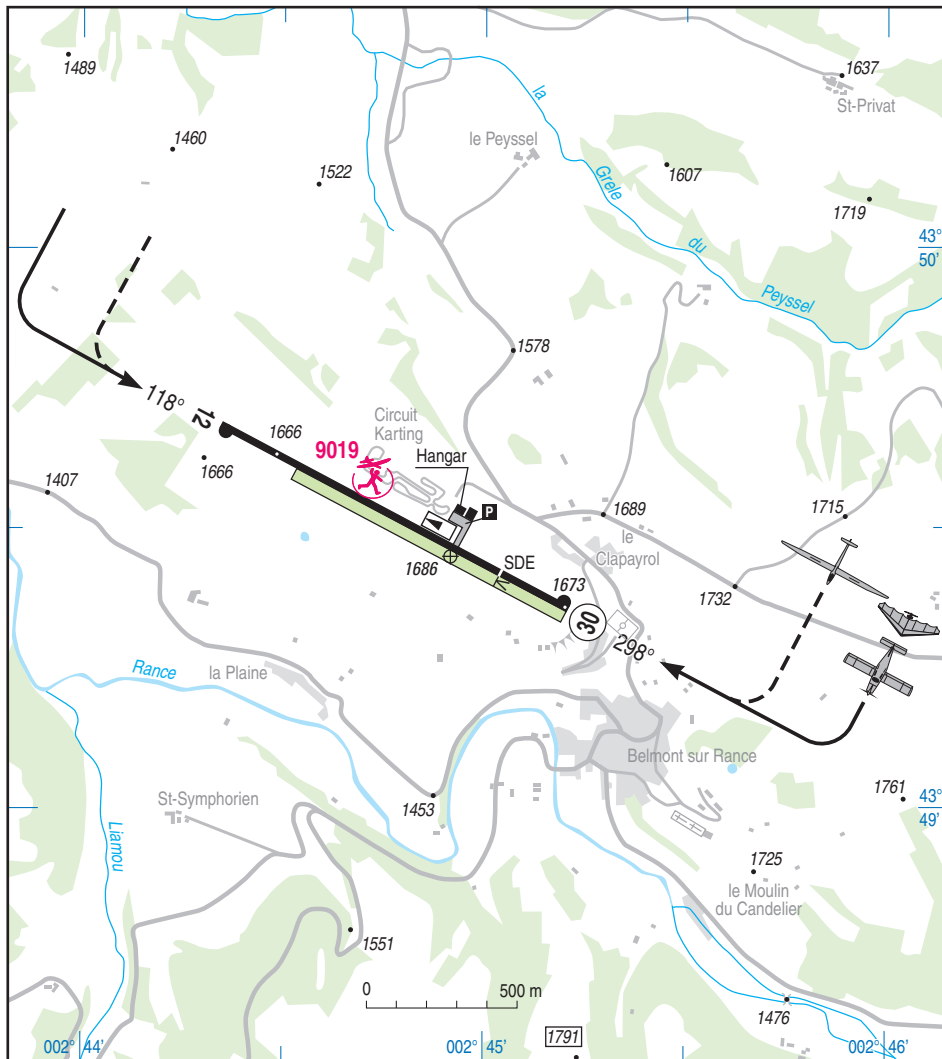 1489
1637
St-Privat
la
1460
le Peyssel
1522
1607
Grele
1719
du
43°
50'
Peyssel
1578
118°
12
Circuit
Karting
1666
9019
Hangar
1666
1407
P
1689
1715
le
Clapayrol
1686
SDE
1673
1732
30
298°
Rance
la Plaine
Belmont sur Rance
St-Symphorien
1453
1761
43°
49'
Liamou
1725
le Moulin
du Candelier
1551
0
500 m
1476
002° 44'
002° 45'
1791
002° 46'